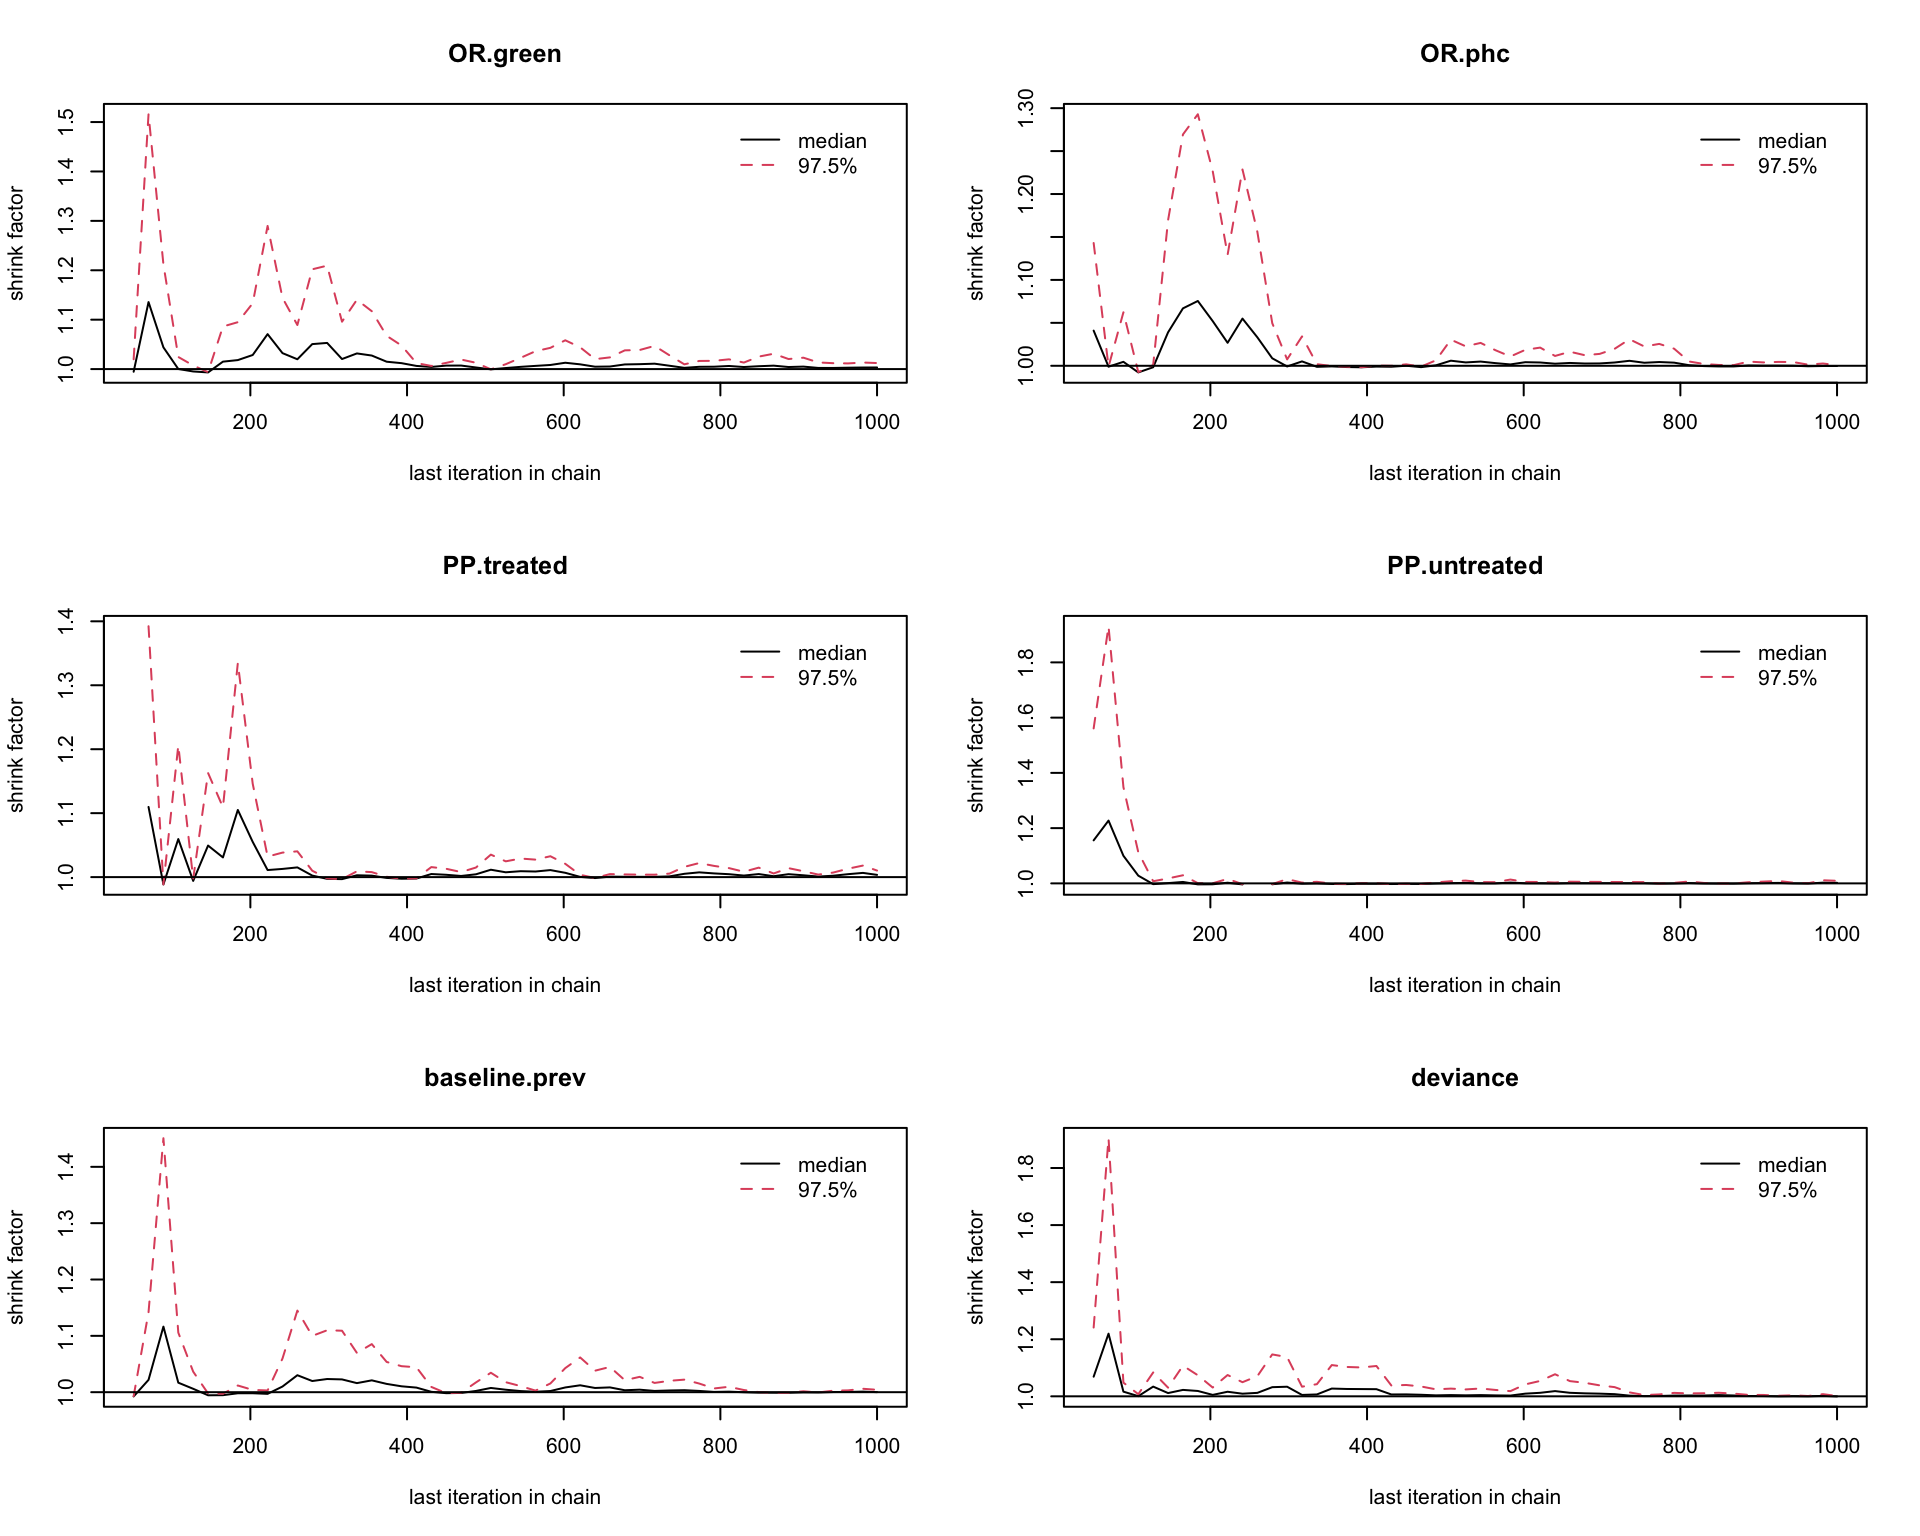 OR.green
shrink factor
1.0 1.1 1.2 1.3 1.4 1.5
median
97.5%
200 400 600 800 1000
last iteration in chain
OR.phc
shrink factor
1.00 1.10 1.20 1.30
median
97.5%
200 400 600 800 1000
last iteration in chain
PP.treated
shrink factor
1.0 1.1 1.2 1.3 1.4
median
97.5%
200 400 600 800 1000
last iteration in chain
PP.untreated
shrink factor
1.0 1.2 1.4 1.6 1.8
median
97.5%
200 400 600 800 1000
last iteration in chain
baseline.prev
shrink factor
1.0 1.1 1.2 1.3 1.4
median
97.5%
200 400 600 800 1000
last iteration in chain
deviance
shrink factor
1.0 1.2 1.4 1.6 1.8
median
97.5%
200 400 600 800 1000
last iteration in chain